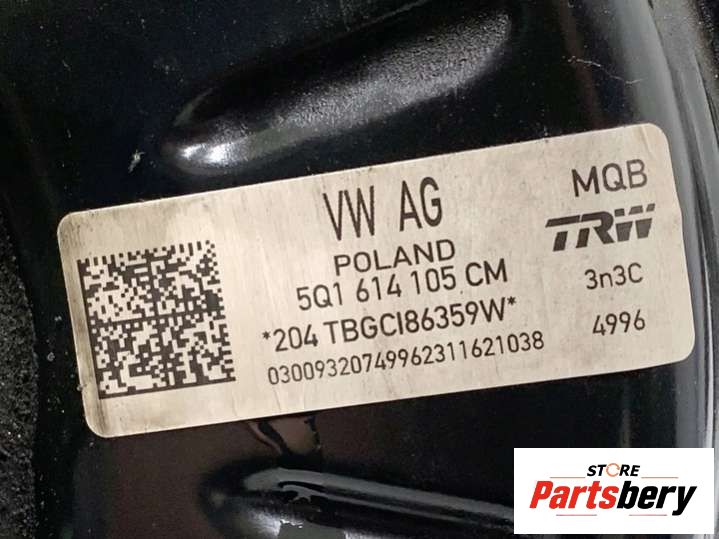 VW AG
POLAND
5Q1 614 105 CM
*204 TBGCI86359W*
03009320749962311621038
MQB
TRW
3n3C
4996
STORE
Partsbery